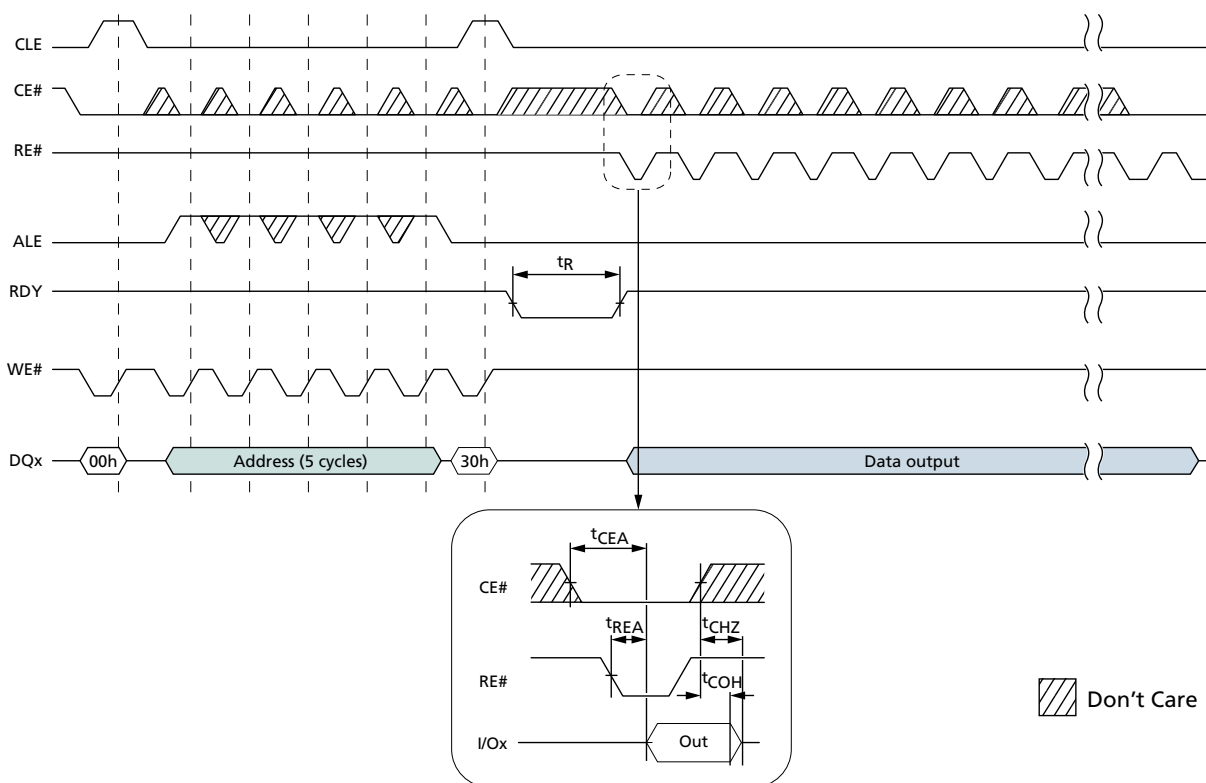 CLE
CE#
RE#
ALE
tR
RDY
WE#
DQx 00h Address (5 cycles) 30h Data output
tCEA
CE#
tREA tCHZ
RE#
tCOH
I/Ox Out
Don't Care